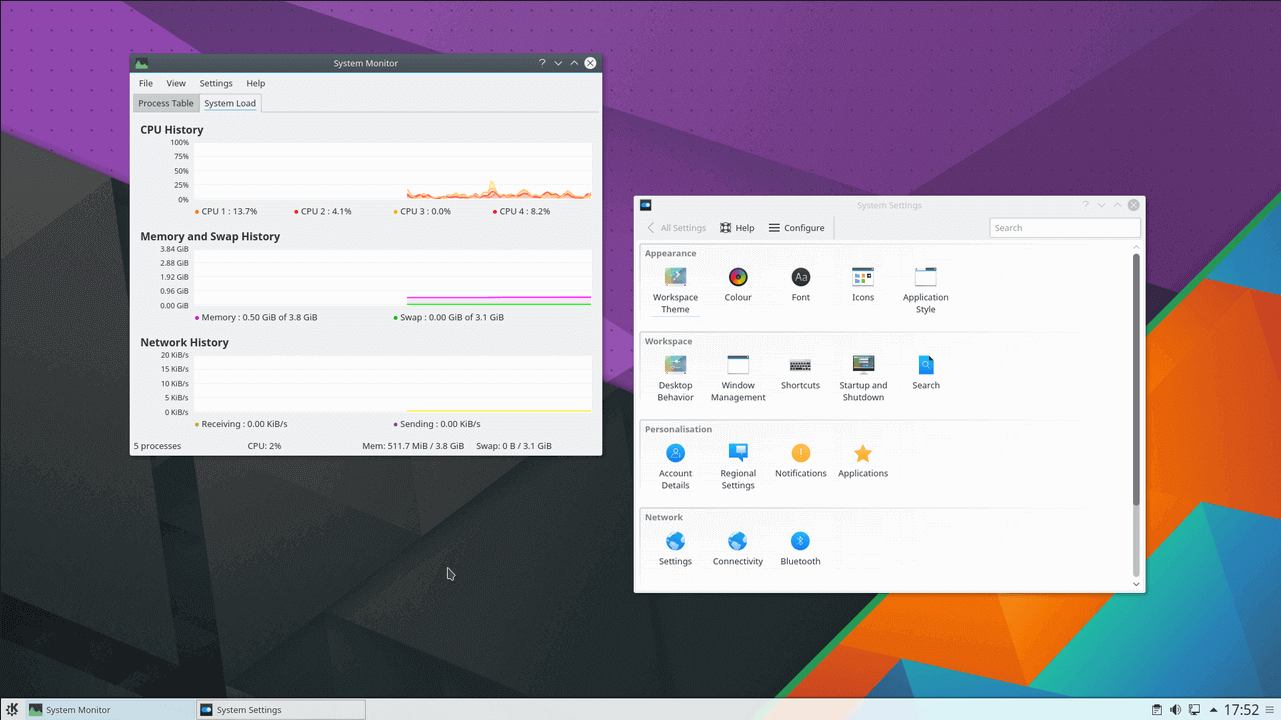 System Monitor
File View Settings Help
Process Table System Load
CPU History
100%
75%
50%
25%
0%
CPU 1 : 13.7% CPU 2 : 4.1% CPU 3 : 0.0% CPU 4 : 8.2%
Memory and Swap History
3.84 GiB
2.88 GiB
1.92 GiB
0.96 GiB
0.00 GiB
Memory : 0.50 GiB of 3.8 GiB Swap : 0.00 GiB of 3.1 GiB
Network History
20 KiB/s
15 KiB/s
10 KiB/s
5 KiB/s
0 KiB/s
Receiving : 0.00 KiB/s Sending : 0.00 KiB/s
5 processes CPU: 2% Mem: 511.7 MiB / 3.8 GiB Swap: 0 B / 3.1 GiB
System Settings
All Settings Help Configure Search
Appearance
Aa
Workspace Colour Font Icons Application
Theme Style
Workspace
Desktop Window Shortcuts Startup and Search
Behavior Management Shutdown
Personalisation
Account Regional Notifications Applications
Details Settings
Network
Settings Connectivity Bluetooth
System Monitor System Settings 17:52